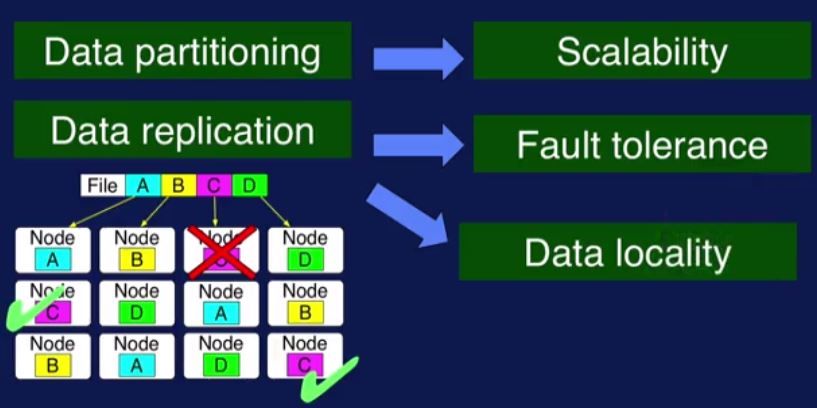 Data partitioning
Scalability
Data replication
Fault tolerance
Data locality
File A B C D
Node Node Node Node
A B C D
Node Node Node Node
C D A B
Node Node Node Node
B A D C